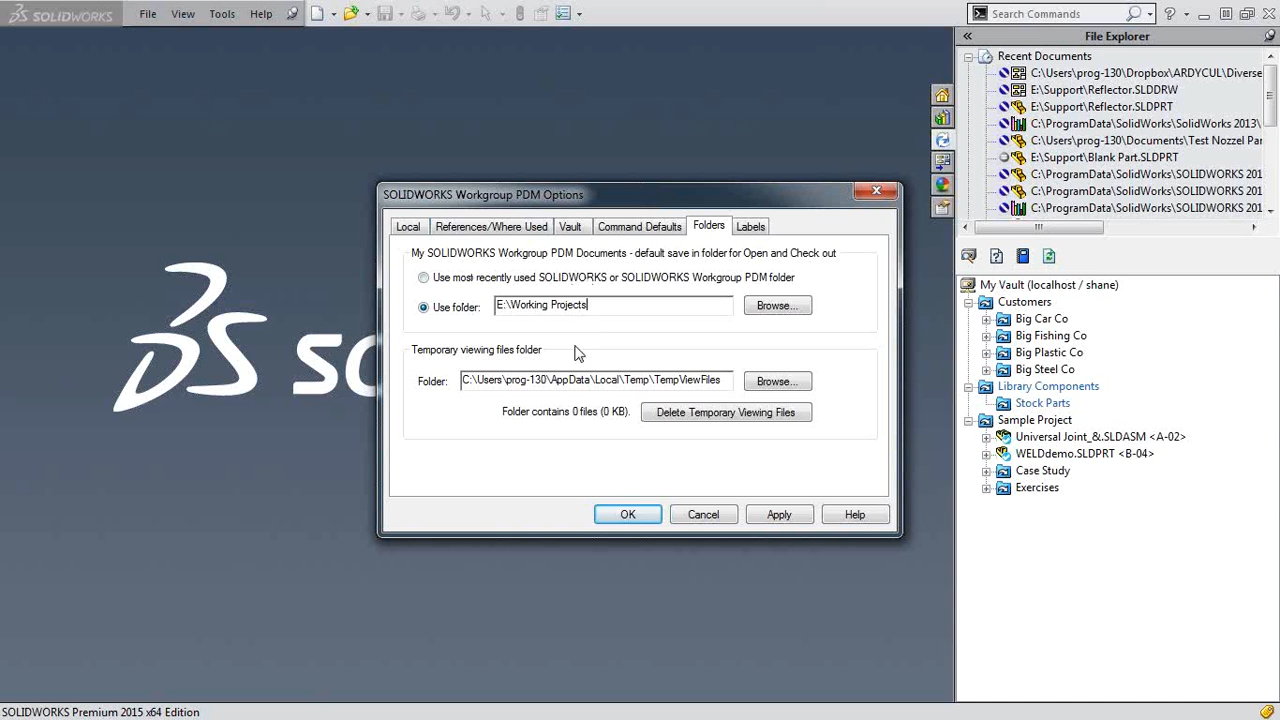 SOLIDWORKS
File View Tools Help
Search Commands
File Explorer
Recent Documents
C:\Users\prog-130\Dropbox\ARDYCUL\Diverse
E:\Support\Reflector.SLDDRW
E:\Support\Reflector.SLDPRT
C:\ProgramData\SolidWorks\SolidWorks 2013\
C:\Users\prog-130\Documents\Test Nozzel Par
E:\Support\Blank Part.SLDPRT
C:\ProgramData\SolidWorks\SOLIDWORKS 201
C:\ProgramData\SolidWorks\SOLIDWORKS 201
C:\ProgramData\SolidWorks\SOLIDWORKS 201
SOLIDWORKS Workgroup PDM Options
Local References/Where Used Vault Command Defaults Folders Labels
My SOLIDWORKS Workgroup PDM Documents - default save in folder for Open and Check out
Use most recently used SOLIDWORKS or SOLIDWORKS Workgroup PDM folder
Use folder: E:\Working Projects Browse...
Temporary viewing files folder
Folder: C:\Users\prog-130\AppData\Local\Temp\TempViewFiles Browse...
Folder contains 0 files (0 KB). Delete Temporary Viewing Files
OK Cancel Apply Help
My Vault (localhost / shane)
Customers
Big Car Co
Big Fishing Co
Big Plastic Co
Big Steel Co
Library Components
Stock Parts
Sample Project
Universal Joint_&.SLDASM <A-02>
WELDdemo.SLDPRT <B-04>
Case Study
Exercises
SO
SOLIDWORKS Premium 2015 x64 Edition